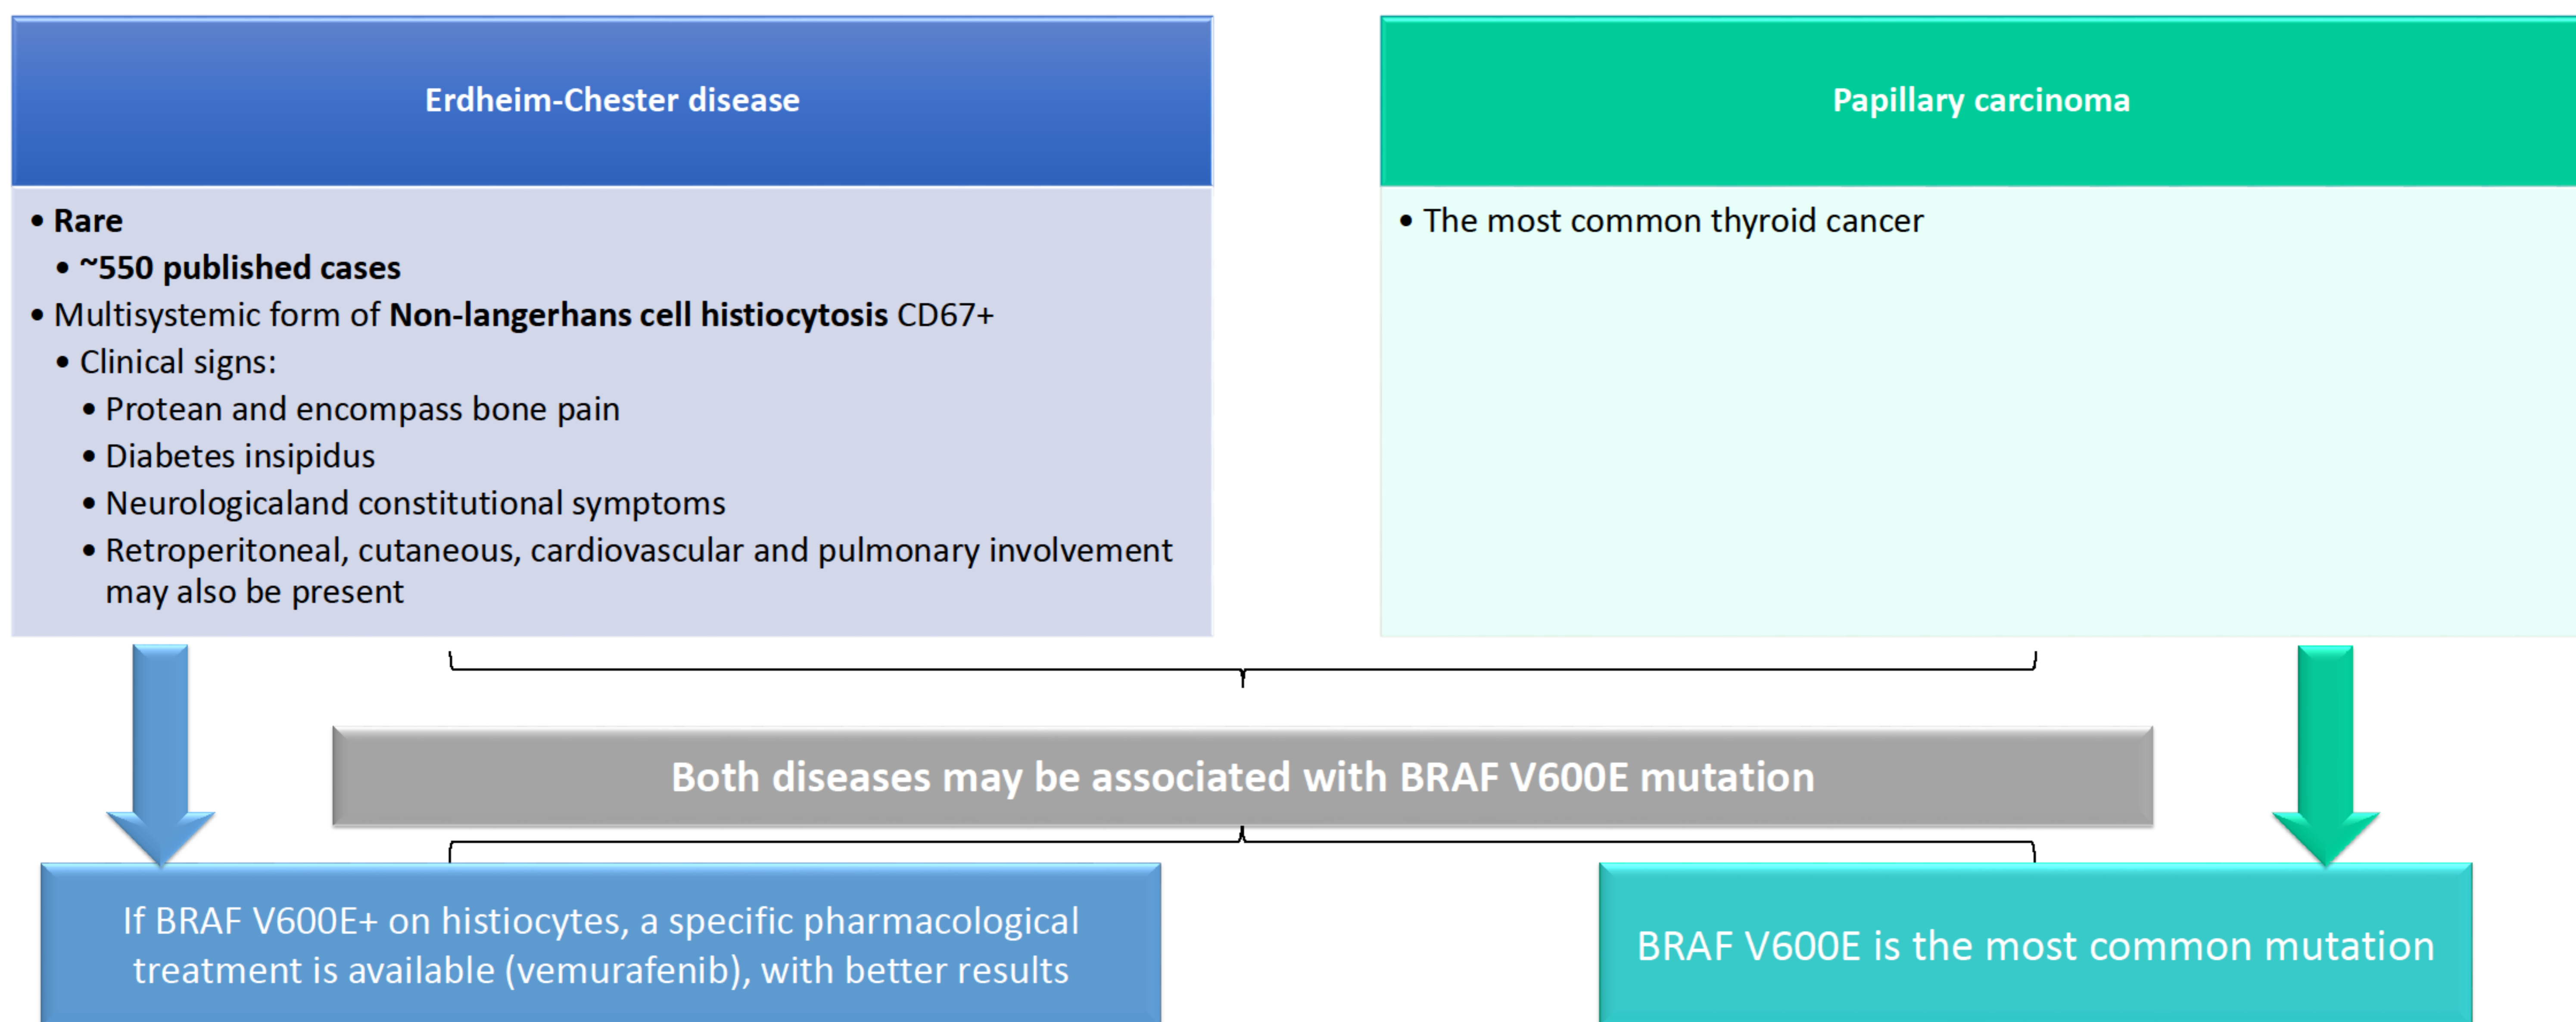 Erdheim-Chester disease
• Rare
• ~550 published cases
• Multisystemic form of Non-langerhans cell histiocytosis CD67+
• Clinical signs:
• Protean and encompass bone pain
• Diabetes insipidus
• Neurologicaland constitutional symptoms
• Retroperitoneal, cutaneous, cardiovascular and pulmonary involvement
may also be present
Papillary carcinoma
• The most common thyroid cancer
Both diseases may be associated with BRAF V600E mutation
If BRAF V600E+ on histiocytes, a specific pharmacological
treatment is available (vemurafenib), with better results
BRAF V600E is the most common mutation